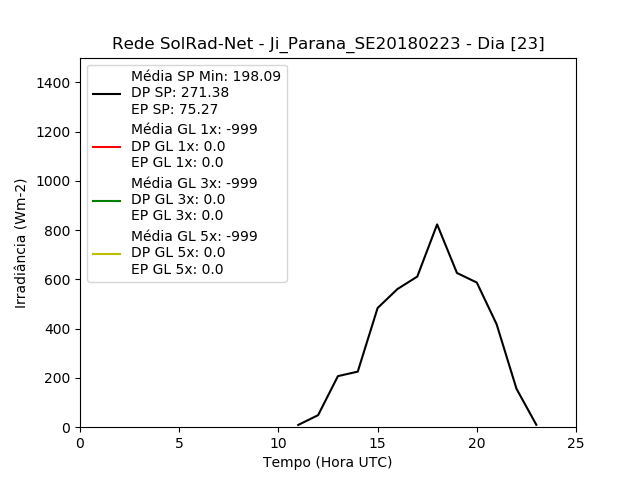 Rede SolRad-Net - Ji_Parana_SE20180223 - Dia [23]
Média SP Min: 198.09
DP SP: 271.38
EP SP: 75.27
Média GL 1x: -999
DP GL 1x: 0.0
EP GL 1x: 0.0
Média GL 3x: -999
DP GL 3x: 0.0
EP GL 3x: 0.0
Média GL 5x: -999
DP GL 5x: 0.0
EP GL 5x: 0.0
Irradiância (Wm-2)
1400
1200
1000
800
600
400
200
0
0 5 10 15 20 25
Tempo (Hora UTC)